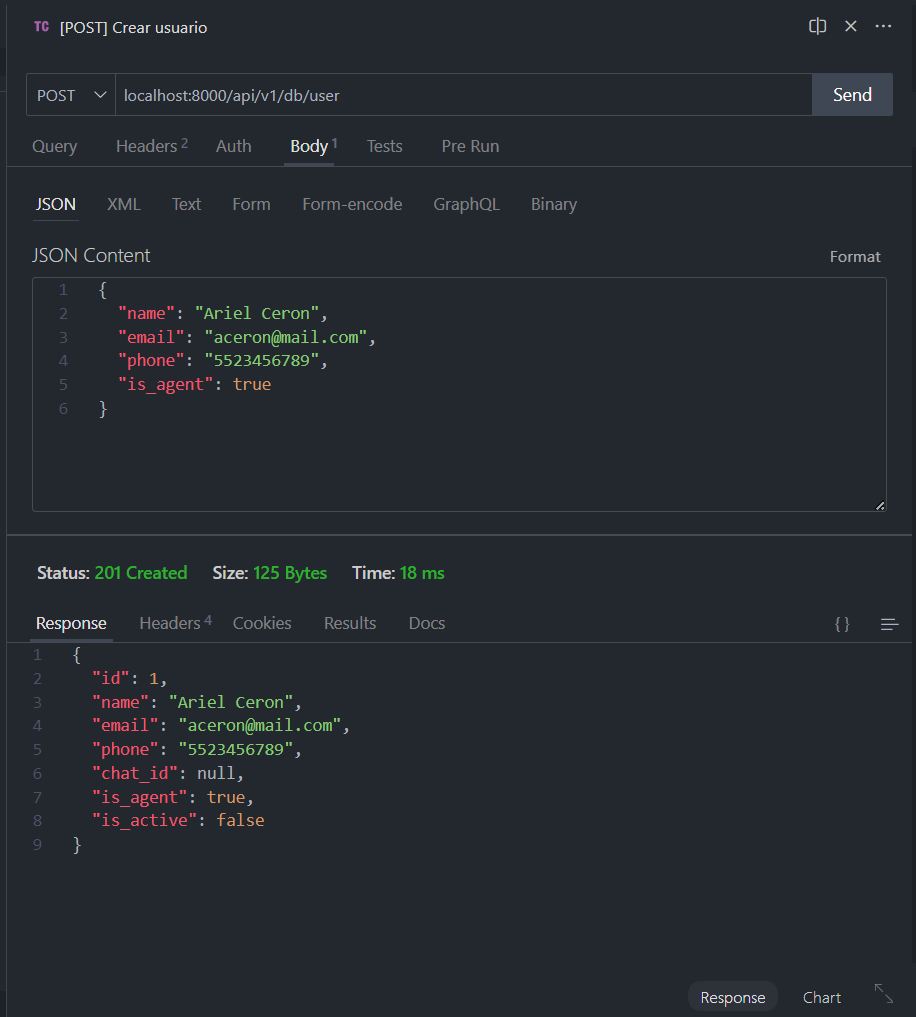 TC [POST] Crear usuario
POST localhost:8000/api/v1/db/user Send
Query Headers 2 Auth Body 1 Tests Pre Run
JSON XML Text Form Form-encode GraphQL Binary
JSON Content Format
1 {
2 "name": "Ariel Ceron",
3 "email": "aceron@mail.com",
4 "phone": "5523456789",
5 "is_agent": true
6 }
Status: 201 Created Size: 125 Bytes Time: 18 ms
Response Headers 4 Cookies Results Docs { }
1 {
2 "id": 1,
3 "name": "Ariel Ceron",
4 "email": "aceron@mail.com",
5 "phone": "5523456789",
6 "chat_id": null,
7 "is_agent": true,
8 "is_active": false
9 }
Response Chart